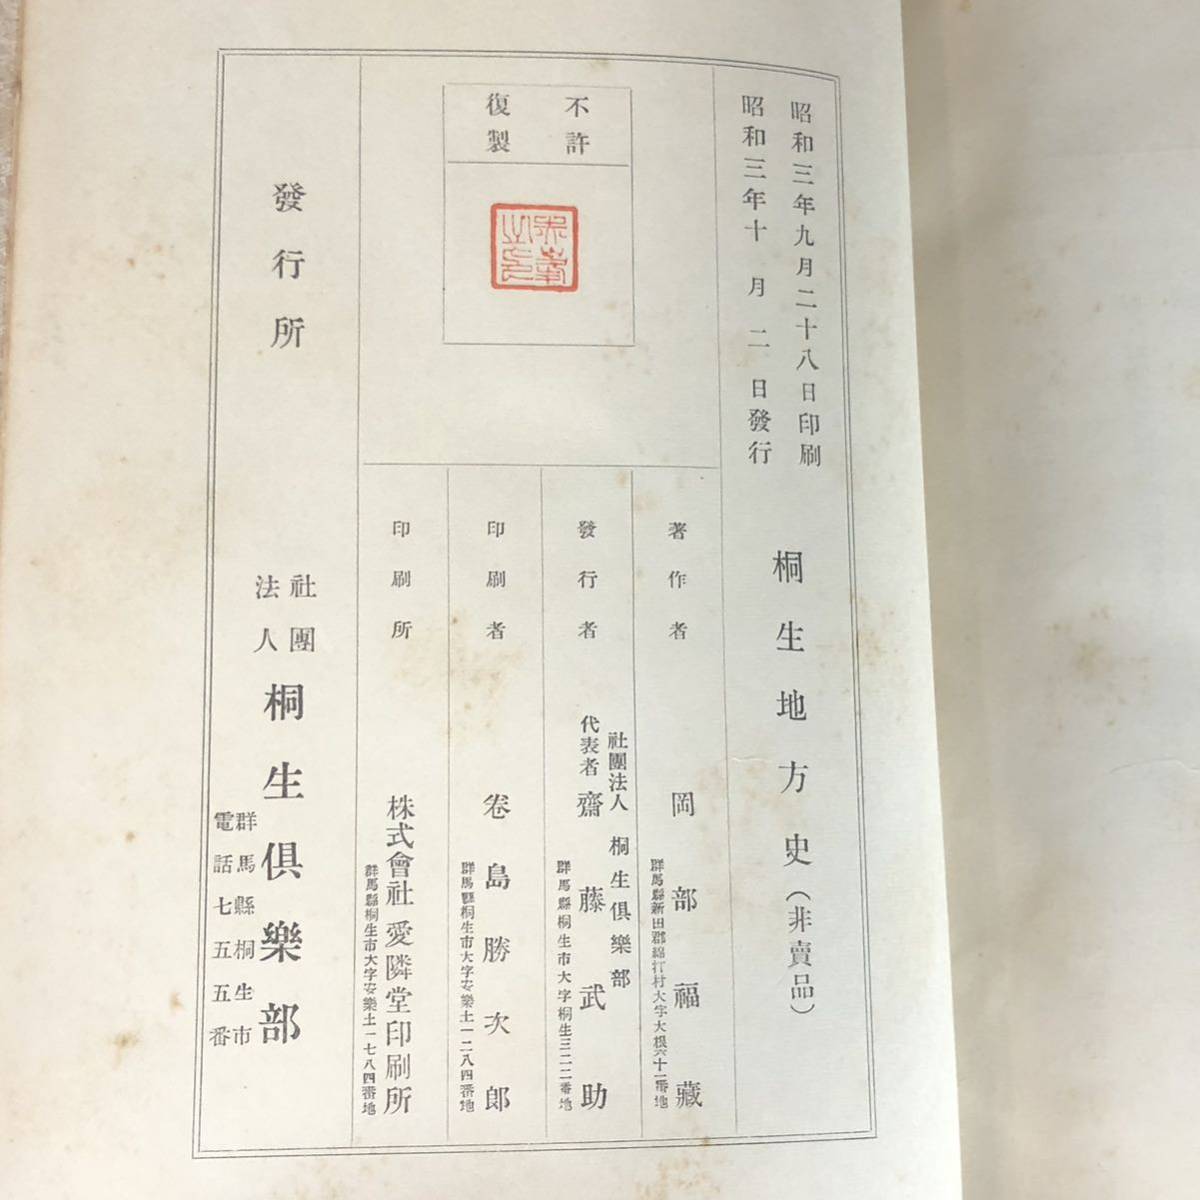 昭和三年九月二十八日印刷
昭和三年十月二日發行
桐生地方史(非賣品)
不許
復製
著作者
岡部福藏
群馬縣新田郡綿打村大字大根六十一番地
發行者
社團法人 桐生倶樂部
代表者 齋藤武助
群馬縣桐生市大字桐生三二二番地
印刷者
卷島勝次郎
群馬縣桐生市大字安樂土一二八四番地
印刷所
株式會社 愛隣堂印刷所
群馬縣桐生市大字安樂土一七八四番地
發行所
社團
法人
桐生倶樂部
群馬縣桐生市
電話七五五番